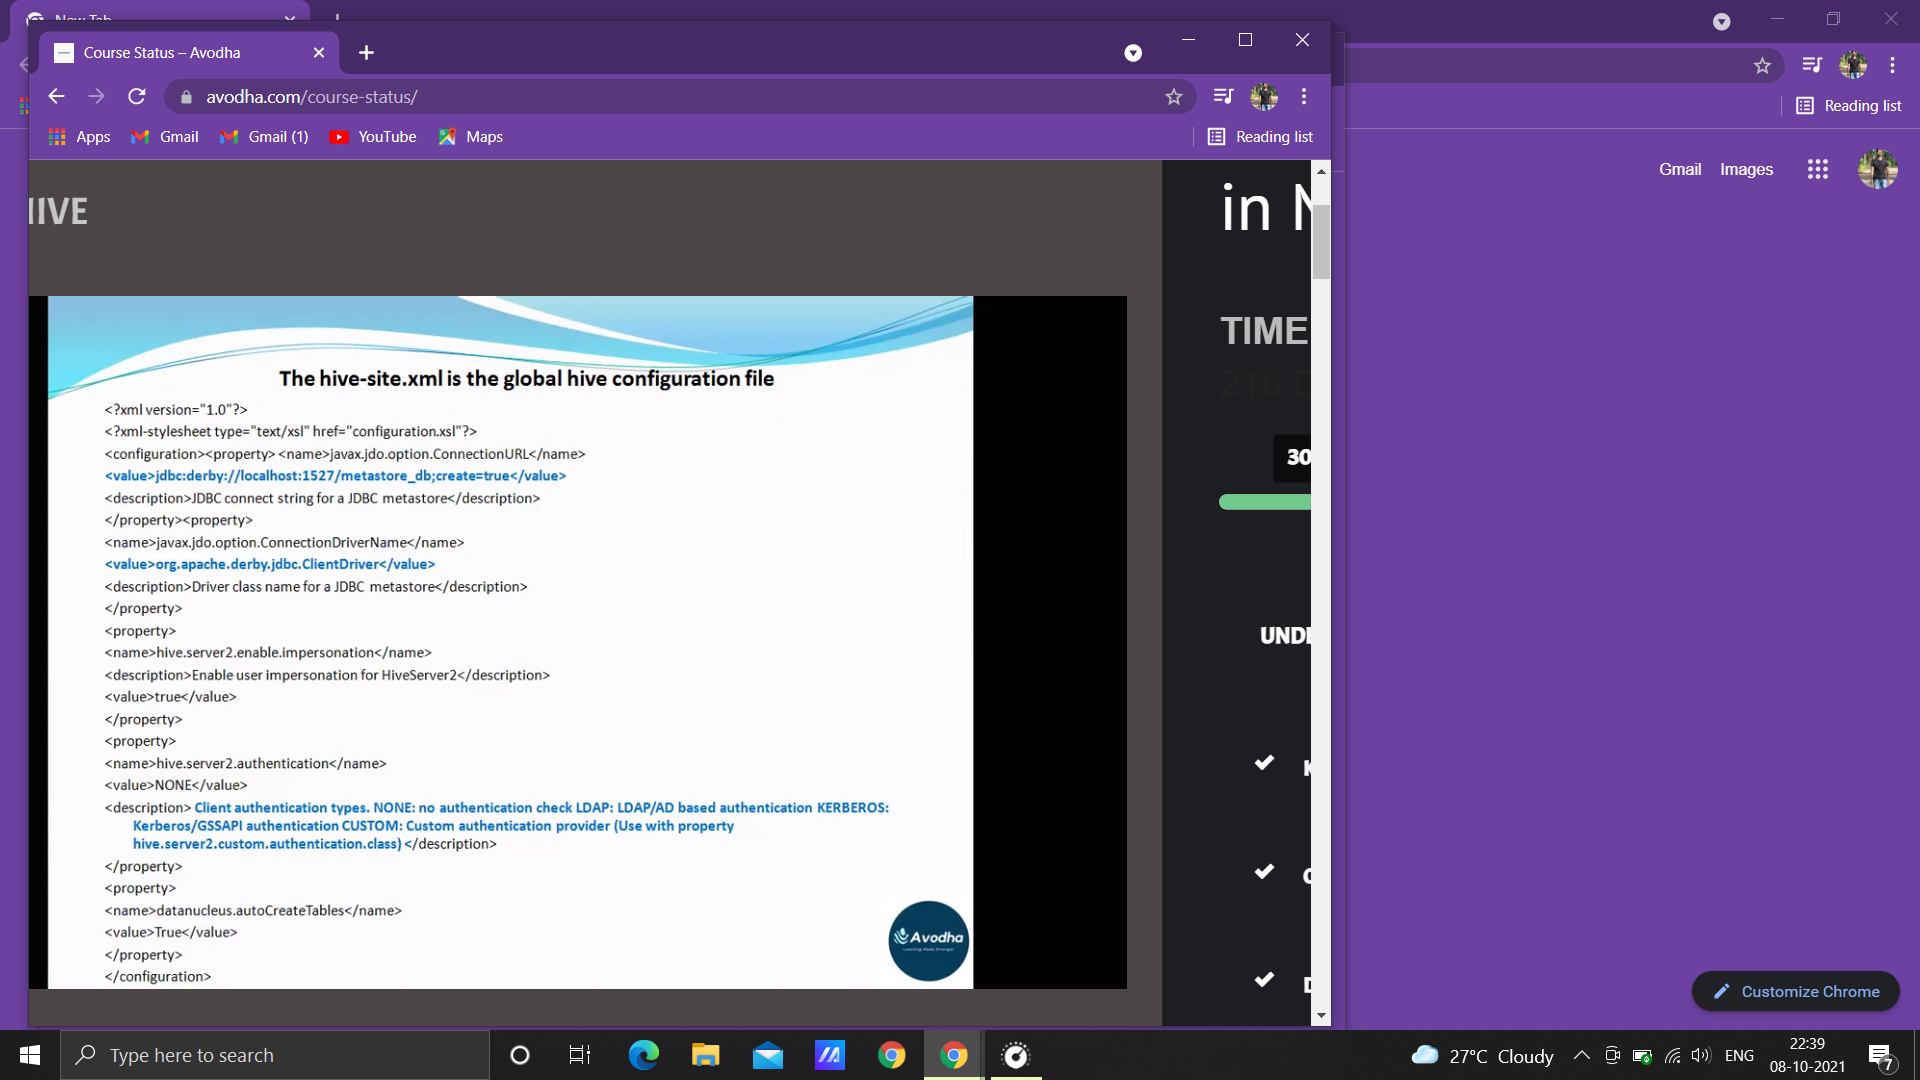 New Tab
Course Status – Avodha
avodha.com/course-status/
Apps
Gmail
Gmail (1)
YouTube
Maps
Reading list
Reading list
Gmail
Images
HIVE
in
TIME
216
30
UNDE
The hive-site.xml is the global hive configuration file
<?xml version="1.0"?>
<?xml-stylesheet type="text/xsl" href="configuration.xsl"?>
<configuration><property> <name>javax.jdo.option.ConnectionURL</name>
<value>jdbc:derby://localhost:1527/metastore_db;create=true</value>
<description>JDBC connect string for a JDBC metastore</description>
</property><property>
<name>javax.jdo.option.ConnectionDriverName</name>
<value>org.apache.derby.jdbc.ClientDriver</value>
<description>Driver class name for a JDBC metastore</description>
</property>
<property>
<name>hive.server2.enable.impersonation</name>
<description>Enable user impersonation for HiveServer2</description>
<value>true</value>
</property>
<property>
<name>hive.server2.authentication</name>
<value>NONE</value>
<description> Client authentication types. NONE: no authentication check LDAP: LDAP/AD based authentication KERBEROS:
Kerberos/GSSAPI authentication CUSTOM: Custom authentication provider (Use with property
hive.server2.custom.authentication.class) </description>
</property>
<property>
<name>datanucleus.autoCreateTables</name>
<value>True</value>
</property>
</configuration>
Avodha
Customize Chrome
Type here to search
27°C Cloudy
ENG
22:39
08-10-2021
7